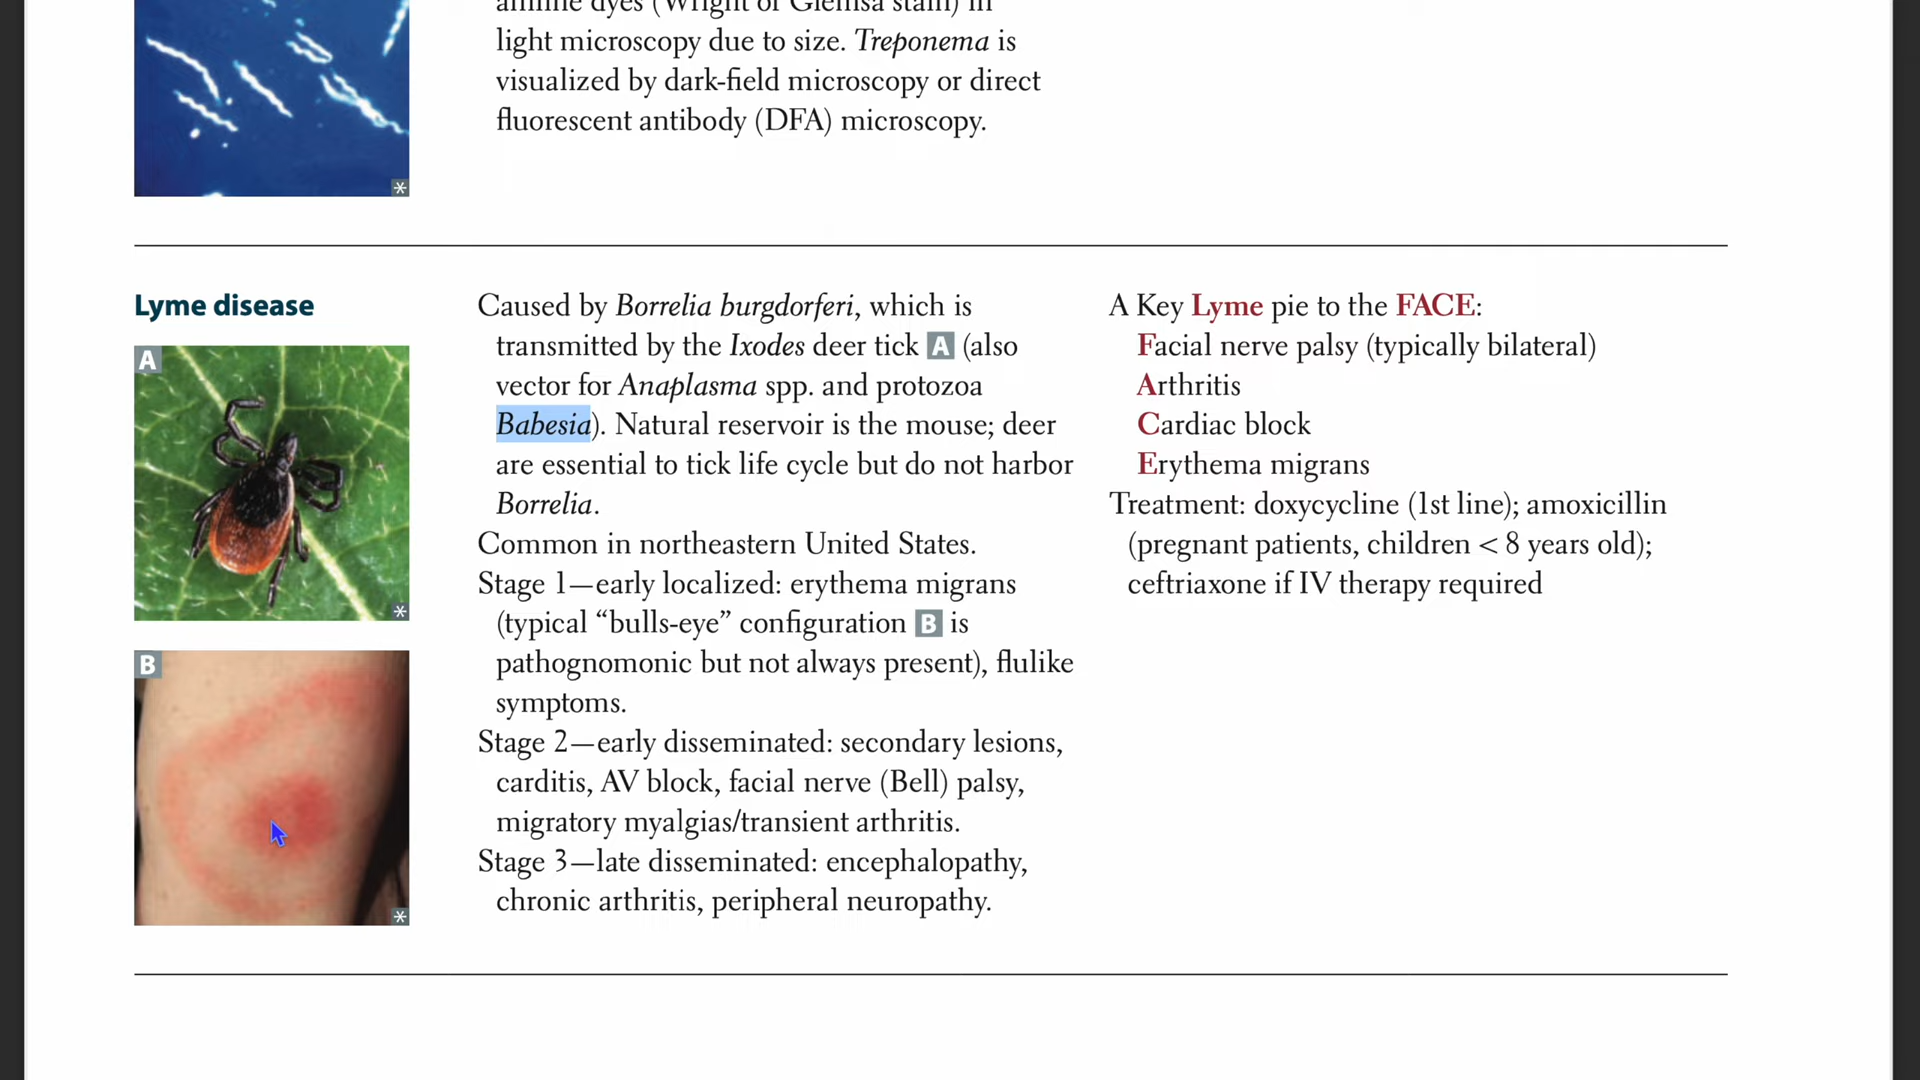 amine dyes (Wright or Giemsa stain) in
light microscopy due to size. Treponema is
visualized by dark-field microscopy or direct
fluorescent antibody (DFA) microscopy.
*
Lyme disease
A
*
B
*
Caused by Borrelia burgdorferi, which is
transmitted by the Ixodes deer tick A (also
vector for Anaplasma spp. and protozoa
Babesia). Natural reservoir is the mouse; deer
are essential to tick life cycle but do not harbor
Borrelia.
Common in northeastern United States.
Stage 1—early localized: erythema migrans
(typical “bulls-eye” configuration B is
pathognomonic but not always present), flulike
symptoms.
Stage 2—early disseminated: secondary lesions,
carditis, AV block, facial nerve (Bell) palsy,
migratory myalgias/transient arthritis.
Stage 3—late disseminated: encephalopathy,
chronic arthritis, peripheral neuropathy.
A Key Lyme pie to the FACE:
Facial nerve palsy (typically bilateral)
Arthritis
Cardiac block
Erythema migrans
Treatment: doxycycline (1st line); amoxicillin
(pregnant patients, children < 8 years old);
ceftriaxone if IV therapy required